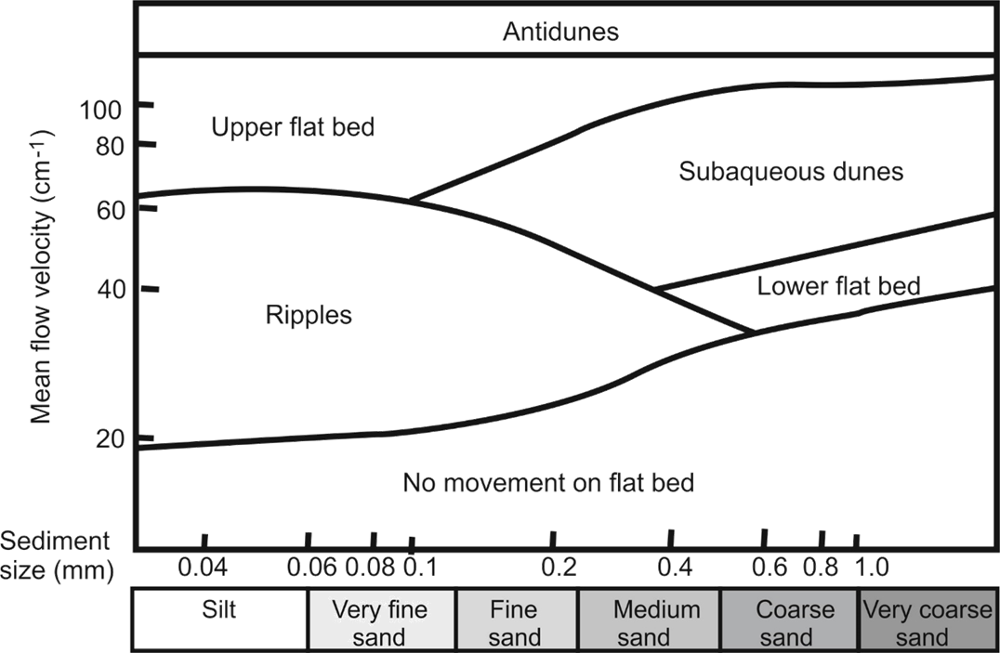 Antidunes
100
Upper flat bed
80
Subaqueous dunes
60
Mean flow velocity (cm-1)
40
Lower flat bed
Ripples
20
No movement on flat bed
Sediment
size (mm)
0.04 0.06 0.08 0.1 0.2 0.4 0.6 0.8 1.0
Silt
Very fine
sand
Fine
sand
Medium
sand
Coarse
sand
Very coarse
sand